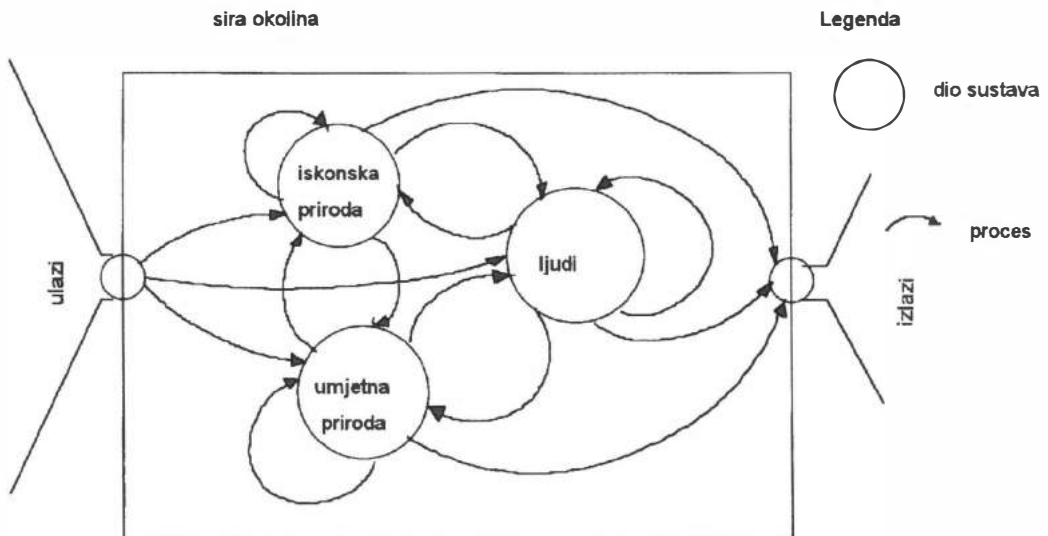 sira okolina
Legenda
dio sustava
iskonska
priroda
proces
ljudi
ulazi
izlazi
umjetna
priroda